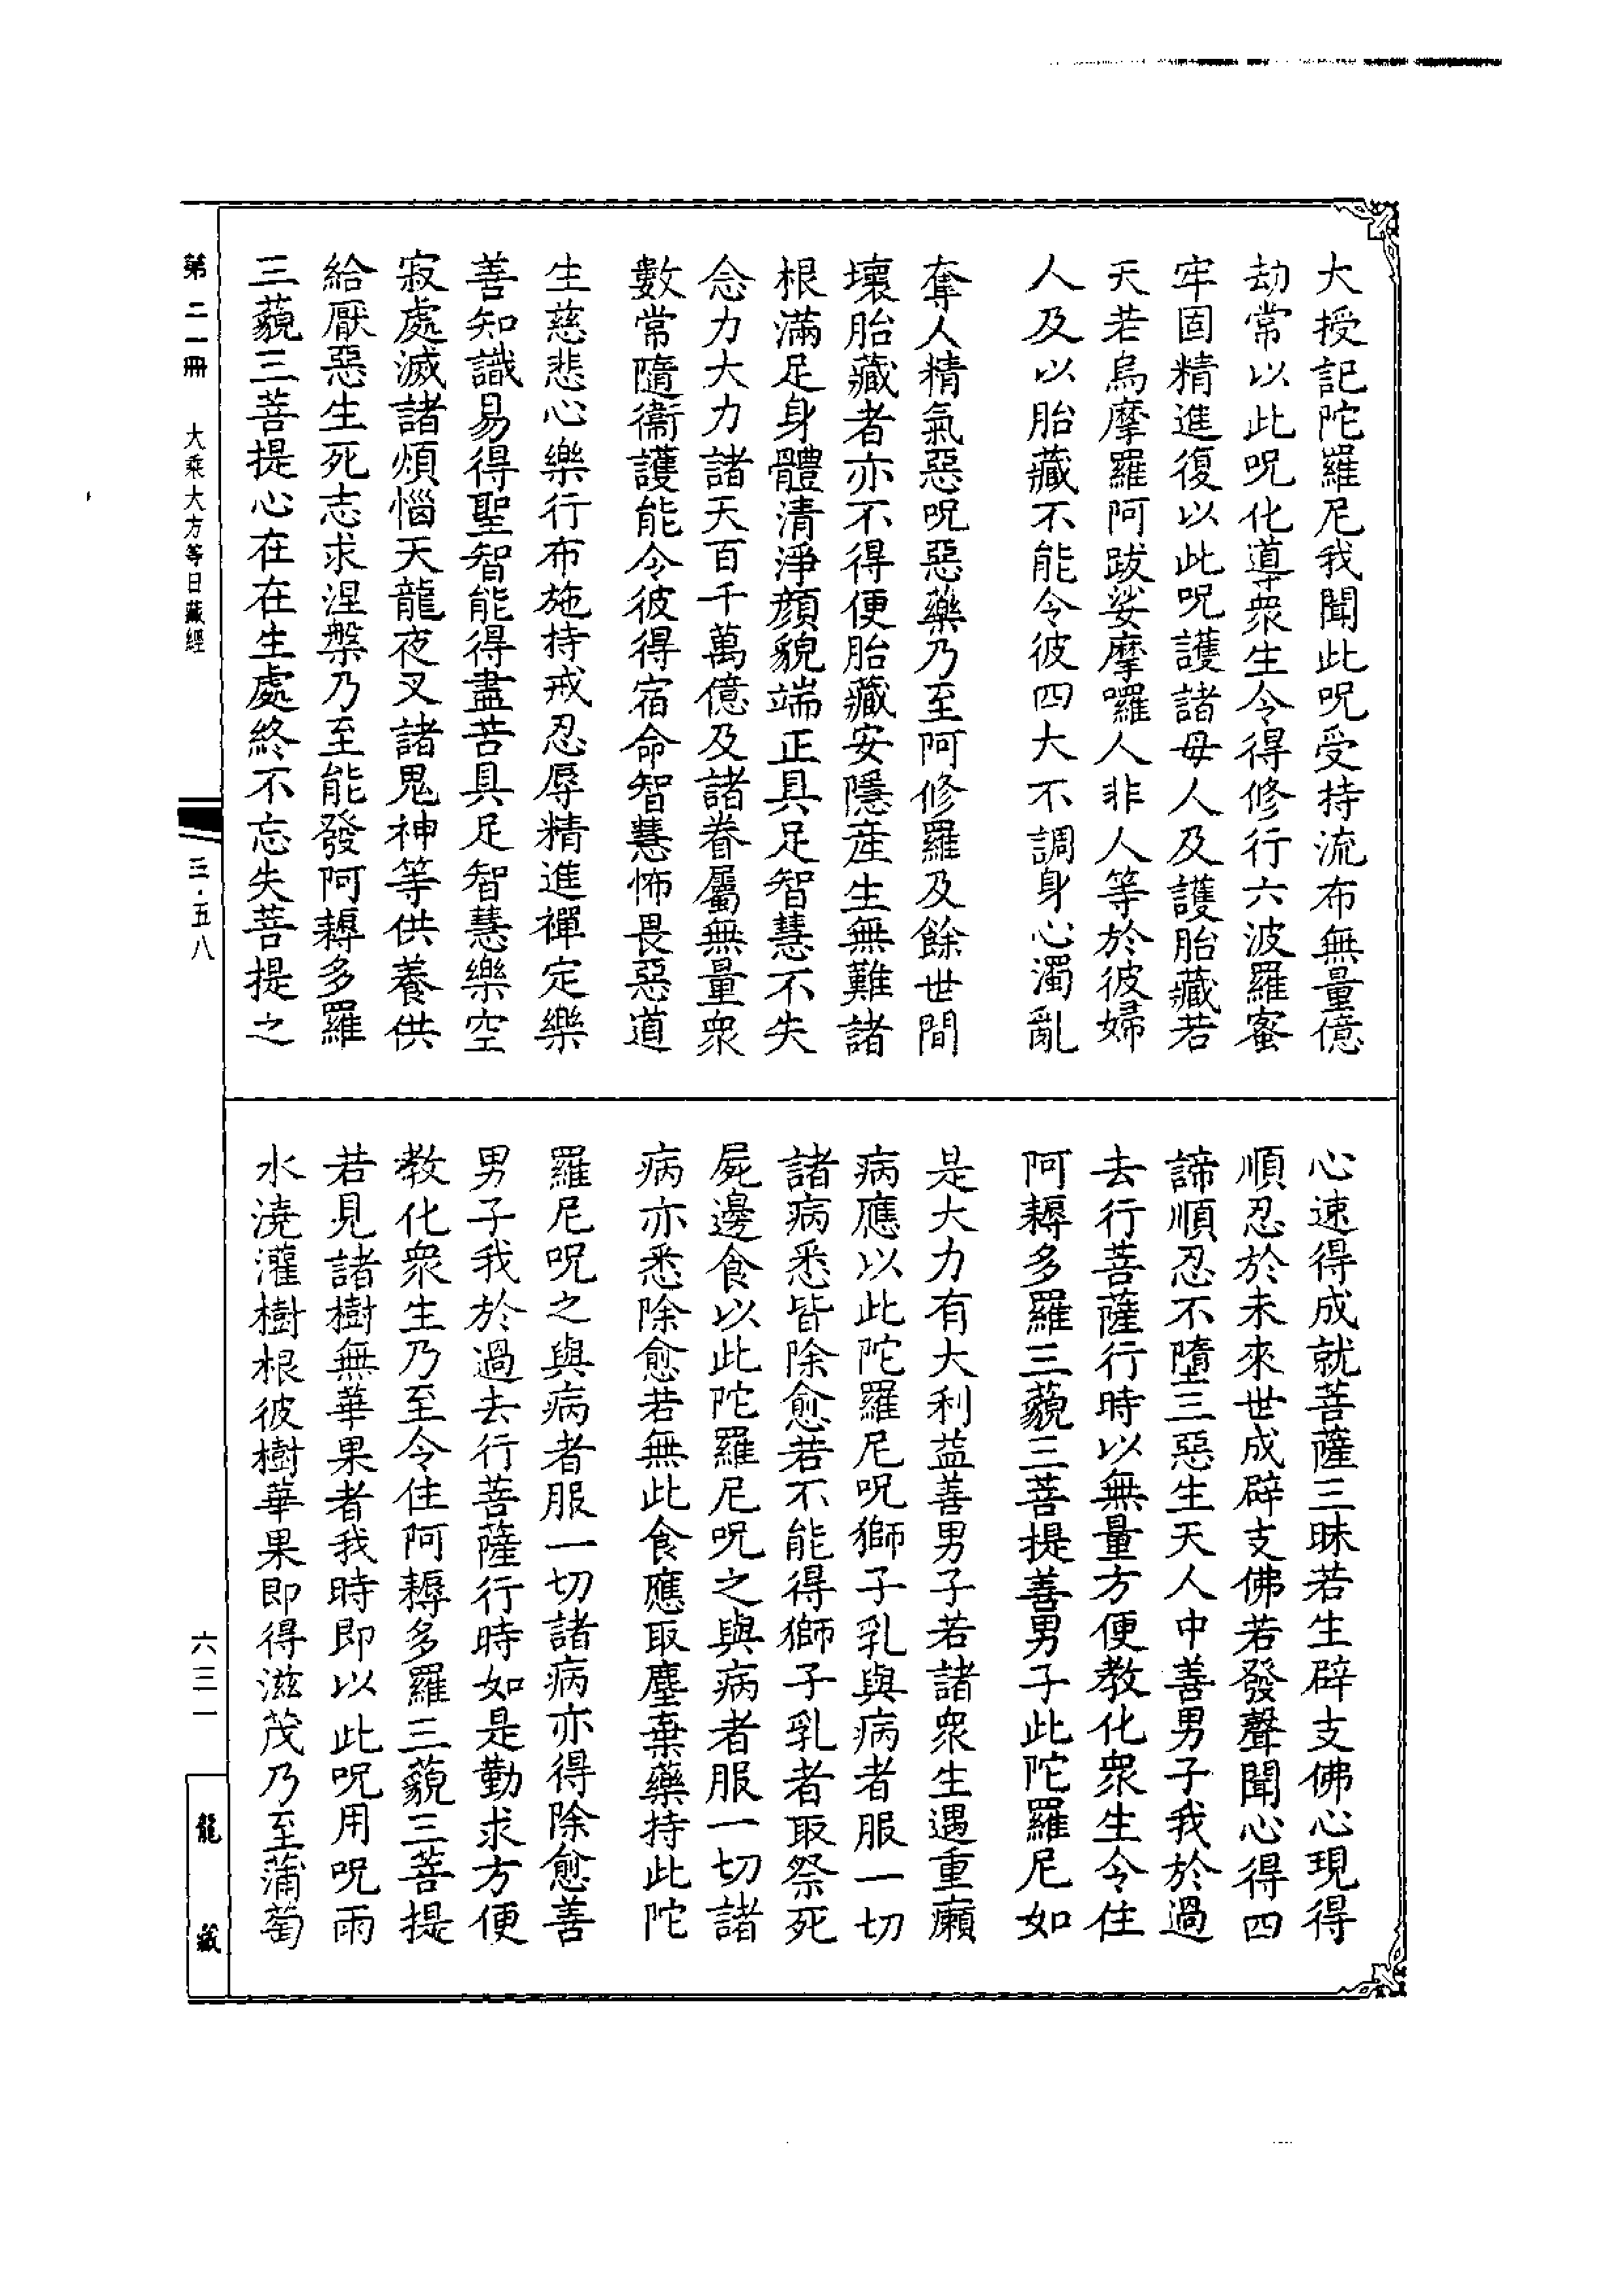 大授記陀羅尼我聞此呪受持流布無量億
劫常以此呪化導衆生令得修行六波羅蜜
牢固精進復以此呪護諸母人及護胎藏若
天若烏摩羅阿跋娑摩囉人非人等於彼婦
人及以胎藏不能令彼四大不調身心濁亂
奪人精氣惡呪惡藥乃至阿修羅及餘世間
壞胎藏者亦不得便胎藏安隱産生無難諸
根滿足身體清淨顏貌端正具足智慧不失
念力大力諸天百千萬億及諸眷屬無量衆
數常隨衞護能令彼得宿命智慧怖畏惡道
生慈悲心樂行布施持戒忍辱精進禪定樂
善知識易得聖智能得盡苦具足智慧樂空
寂處滅諸煩惱天龍夜叉諸鬼神等供養供
給厭惡生死志求涅槃乃至能發阿耨多羅
三藐三菩提心在在生處終不忘失菩提之
心速得成就菩薩三昧若生辟支佛心現得
順忍於未來世成辟支佛若發聲聞心得四
諦順忍不墮三惡生天人中善男子我於過
去行菩薩行時以無量方便教化衆生令住
阿耨多羅三藐三菩提善男子此陀羅尼如
是大力有大利益善男子若諸衆生遇重癩
病應以此陀羅尼呪獅子乳與病者服一切
諸病悉皆除愈若不能得獅子乳者取祭死
屍邊食以此陀羅尼呪之與病者服一切諸
病亦悉除愈若無此食應取塵棄藥持此陀
羅尼呪之與病者服一切諸病亦得除愈善
男子我於過去行菩薩行時如是勤求方便
教化衆生乃至令住阿耨多羅三藐三菩提
若見諸樹無華果者我時即以此呪用呪雨
水澆灌樹根彼樹華果即得滋茂乃至蒲萄
第二一冊 大乘大方等日藏經
三·五八
六三一
龍藏